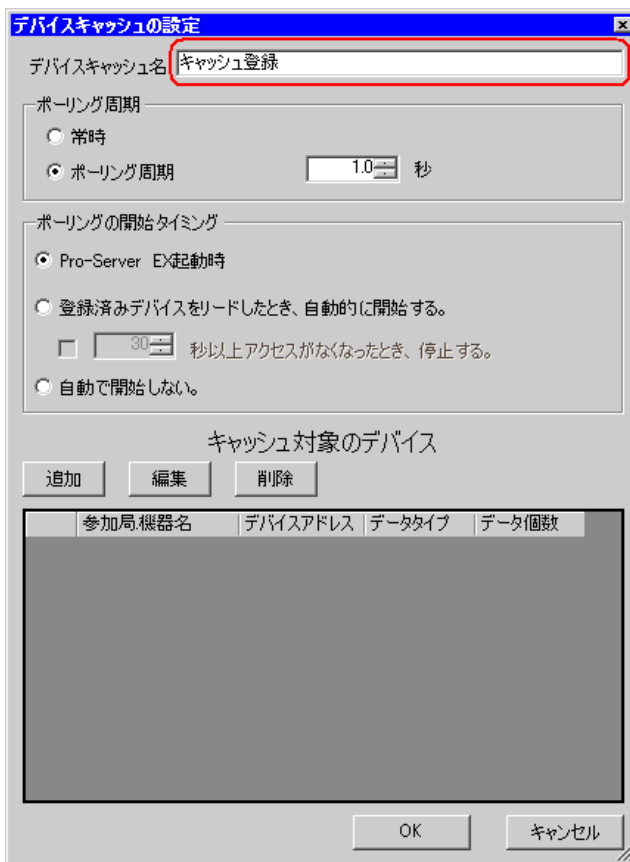 デバイスキャッシュの設定
デバイスキャッシュ名 キャッシュ登録
ポーリング周期
常時
ポーリング周期 1.0 秒
ポーリングの開始タイミング
Pro-Server EX起動時
登録済みデバイスをリードしたとき、自動的に開始する。
30 秒以上アクセスがなくなったとき、停止する。
自動で開始しない。
キャッシュ対象のデバイス
追加 編集 削除
参加局.機器名 デバイスアドレス データタイプ データ個数
OK キャンセル